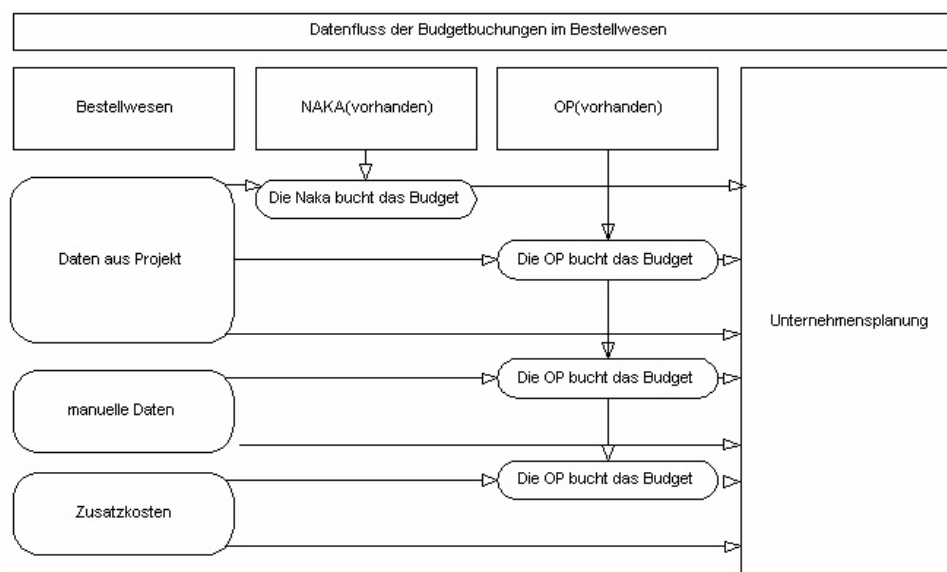 Datenfluss der Budgetbuchungen im Bestellwesen
Bestellwesen
NAKA(vorhanden)
OP(vorhanden)
Die Naka bucht das Budget
Daten aus Projekt
Die OP bucht das Budget
Unternehmensplanung
Die OP bucht das Budget
manuelle Daten
Die OP bucht das Budget
Zusatzkosten